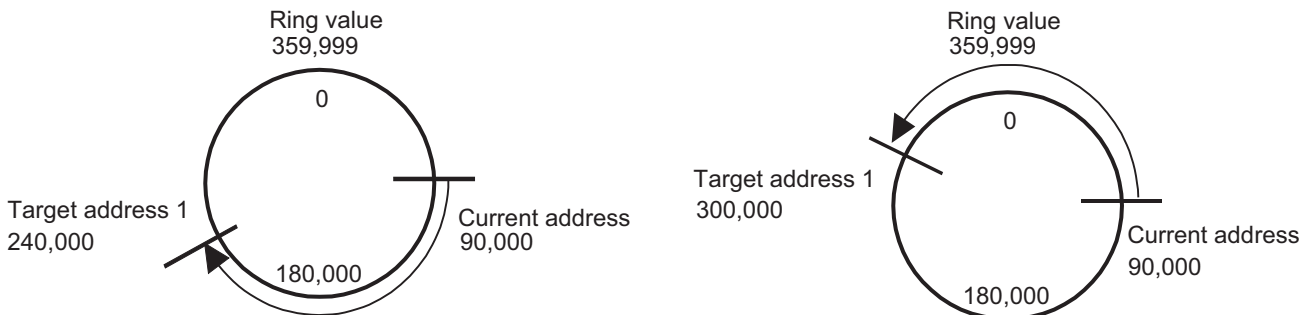 Ring value
359,999
0
Target address 1
240,000
Current address
90,000
180,000
Ring value
359,999
0
Target address 1
300,000
Current address
90,000
180,000